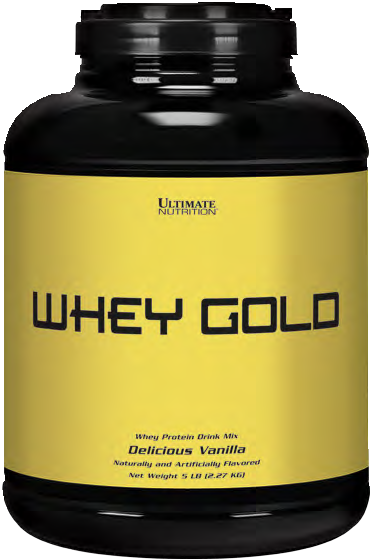 ULTIMATE
NUTRITION™
WHEY GOLD
Whey Protein Drink Mix
Delicious Vanilla
Naturally and Artificially Flavored
Net Weight 5 LB (2.27 KG)